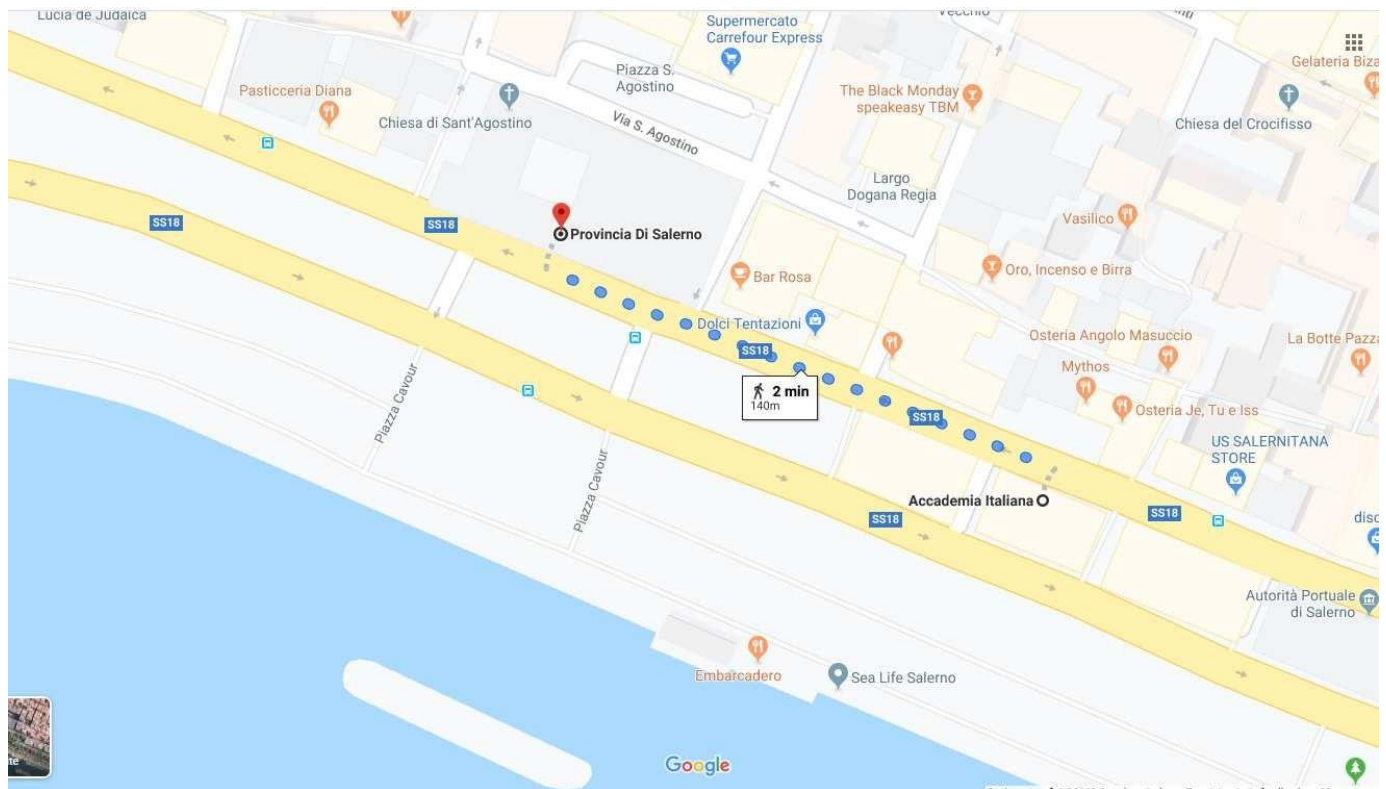 Lucia de Judaica
Vecchio
Supermercato
Carrefour Express
Gelateria Biza
Piazza S.
Agostino
Pasticceria Diana
The Black Monday
speakeasy TBM
Chiesa di Sant'Agostino
Via S. Agostino
Chiesa del Crocifisso
Largo
Dogana Regia
Vasilico
SS18
SS18
Provincia Di Salerno
Bar Rosa
Oro, Incenso e Birra
Dolci Tentazioni
SS18
Osteria Angolo Masuccio
La Botte Pazza
Mythos
2 min
140m
Piazza Cavour
Osteria Je, Tu e Iss
SS18
US SALERNITANA
STORE
Piazza Cavour
Accademia Italiana
SS18
SS18
disc
Autorità Portuale
di Salerno
Embarcadero
Sea Life Salerno
Google